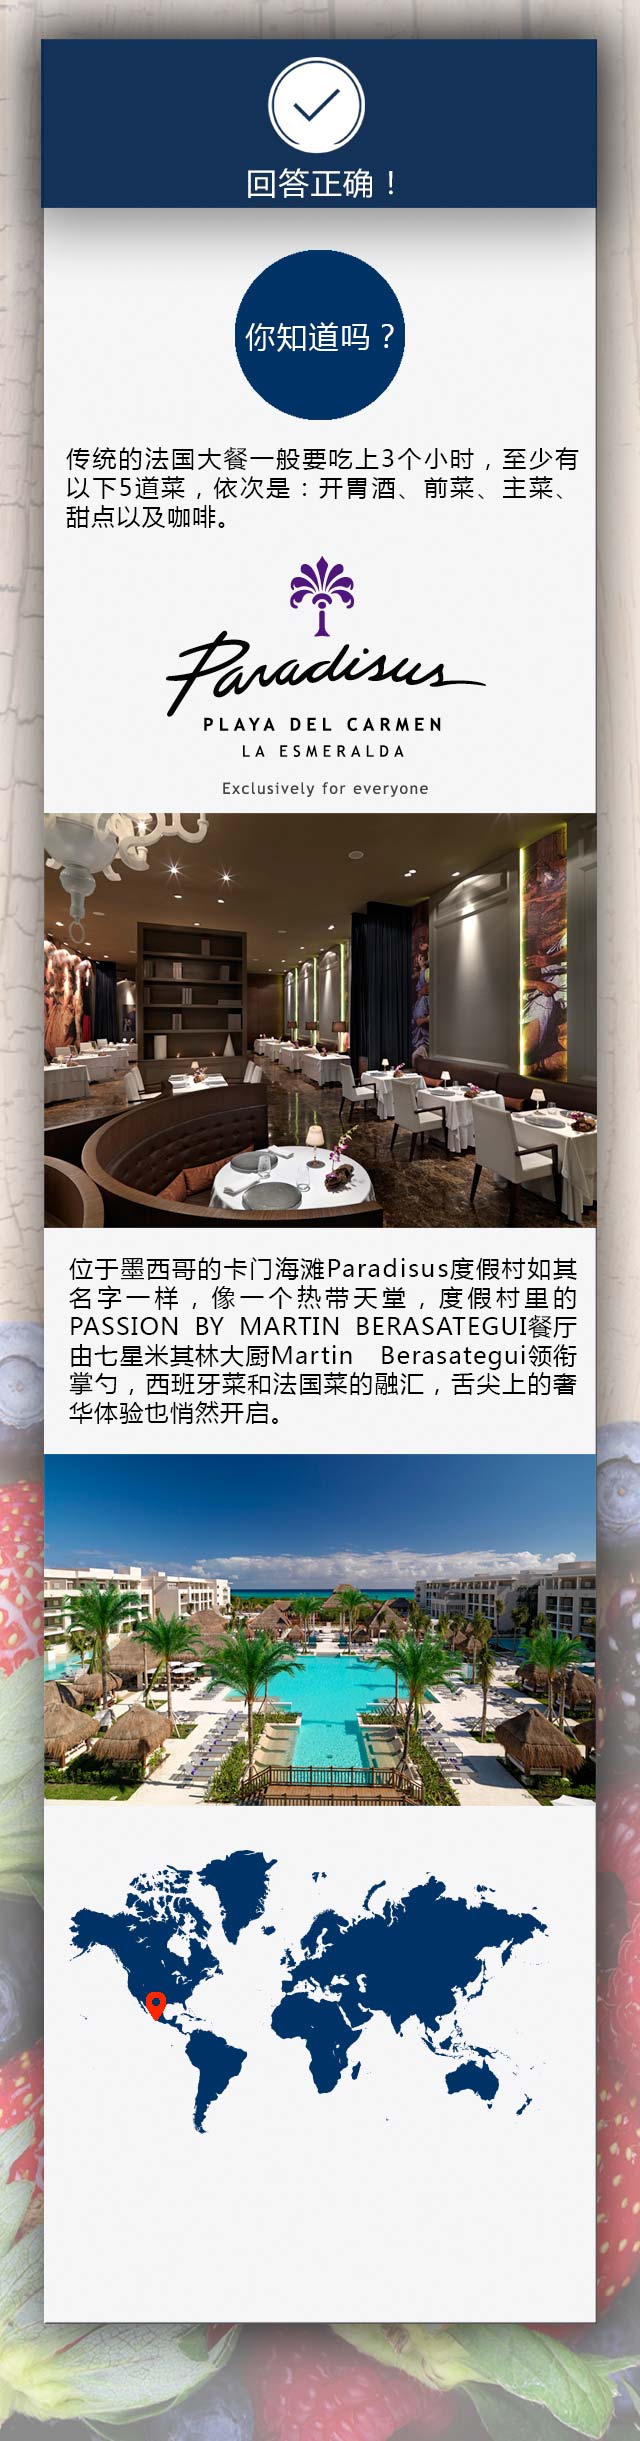 回答正确！
你知道吗？
传统的法国大餐一般要吃上3个小时，至少有
以下5道菜，依次是：开胃酒、前菜、主菜、
甜点以及咖啡。
Paradisus
PLAYA DEL CARMEN
LA ESMERALDA
Exclusively for everyone
位于墨西哥的卡门海滩Paradisus度假村如其
名字一样，像一个热带天堂，度假村里的
PASSION BY MARTIN BERASATEGUI餐厅
由七星米其林大厨Martin Berasategui领衔
掌勺，西班牙菜和法国菜的融汇，舌尖上的奢
华体验也悄然开启。